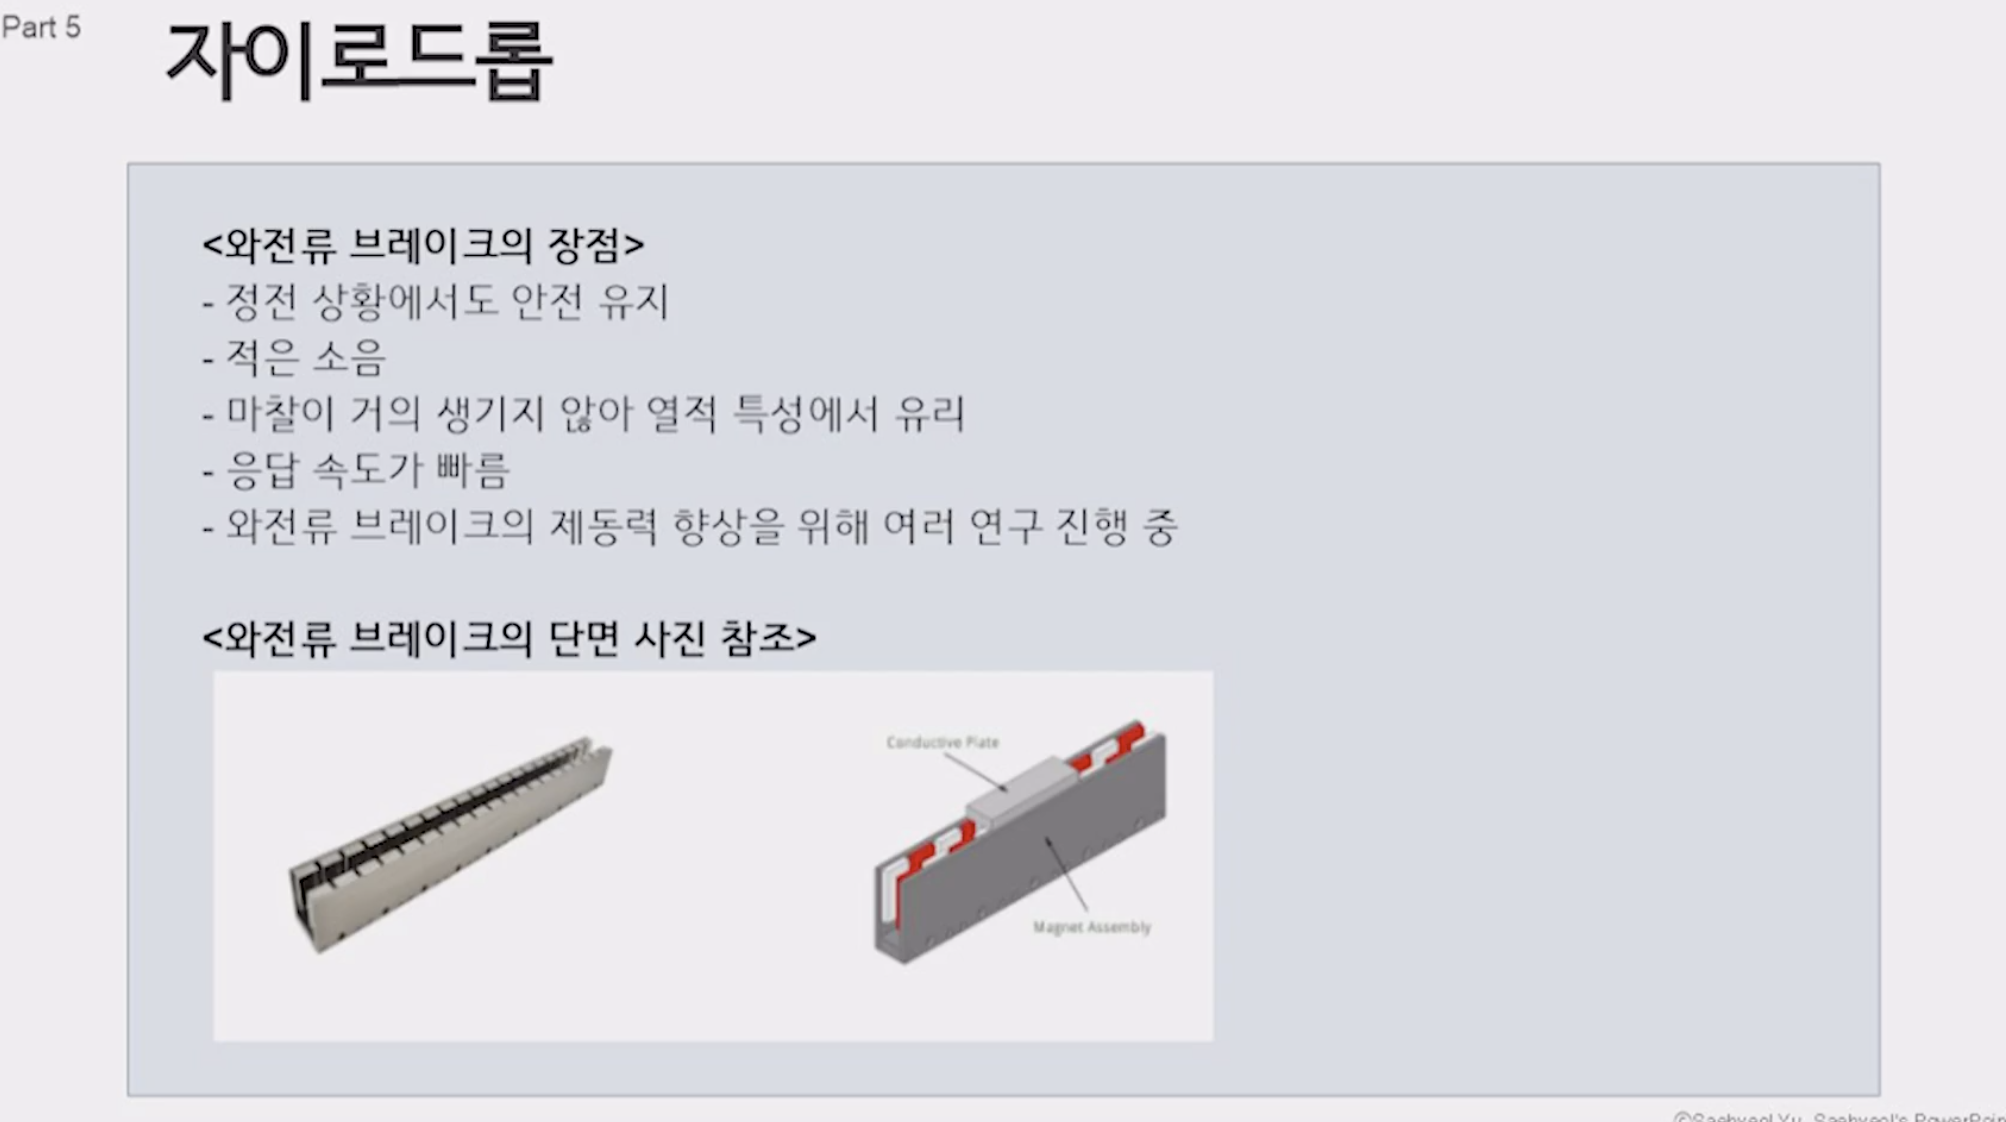 Part 5
자이로드롭
<와전류 브레이크의 장점>
- 정전 상황에서도 안전 유지
- 적은 소음
- 마찰이 거의 생기지 않아 열적 특성에서 유리
- 응답 속도가 빠름
- 와전류 브레이크의 제동력 향상을 위해 여러 연구 진행 중
<와전류 브레이크의 단면 사진 참조>
Conductive Plate
Magnet Assembly